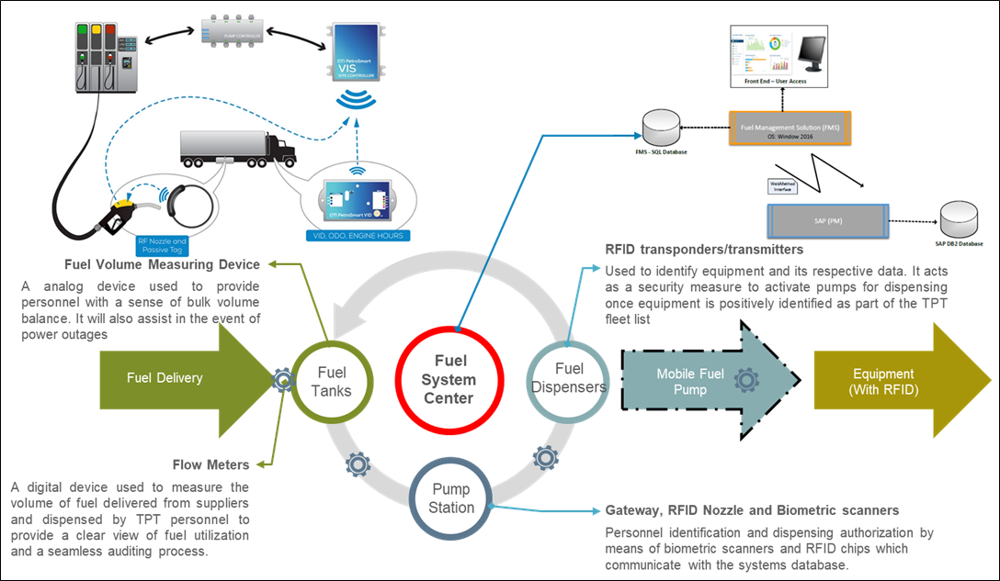 PUMP CONTROLLER
OTI PetroSmart
VIS
SITE CONTROLLER
Front End – User Access
Fuel Management Solution (FMS)
OS: Window 2016
FMS - SQL Database
WebMethod
Interface
SAP (PM)
SAP DB2 Database
OTI PetroSmart VID
VID, ODO, ENGINE HOURS
RF Nozzle and
Passive Tag
Fuel Volume Measuring Device
A analog device used to provide
personnel with a sense of bulk volume
balance. It will also assist in the event of
power outages
RFID transponders/transmitters
Used to identify equipment and its respective data. It acts
as a security measure to activate pumps for dispensing
once equipment is positively identified as part of the TPT
fleet list
Fuel Delivery
Fuel
Tanks
Fuel
System
Center
Fuel
Dispensers
Mobile Fuel
Pump
Equipment
(With RFID)
Flow Meters
A digital device used to measure the
volume of fuel delivered from suppliers
and dispensed by TPT personnel to
provide a clear view of fuel utilization
and a seamless auditing process.
Pump
Station
Gateway, RFID Nozzle and Biometric scanners
Personnel identification and dispensing authorization by
means of biometric scanners and RFID chips which
communicate with the systems database.